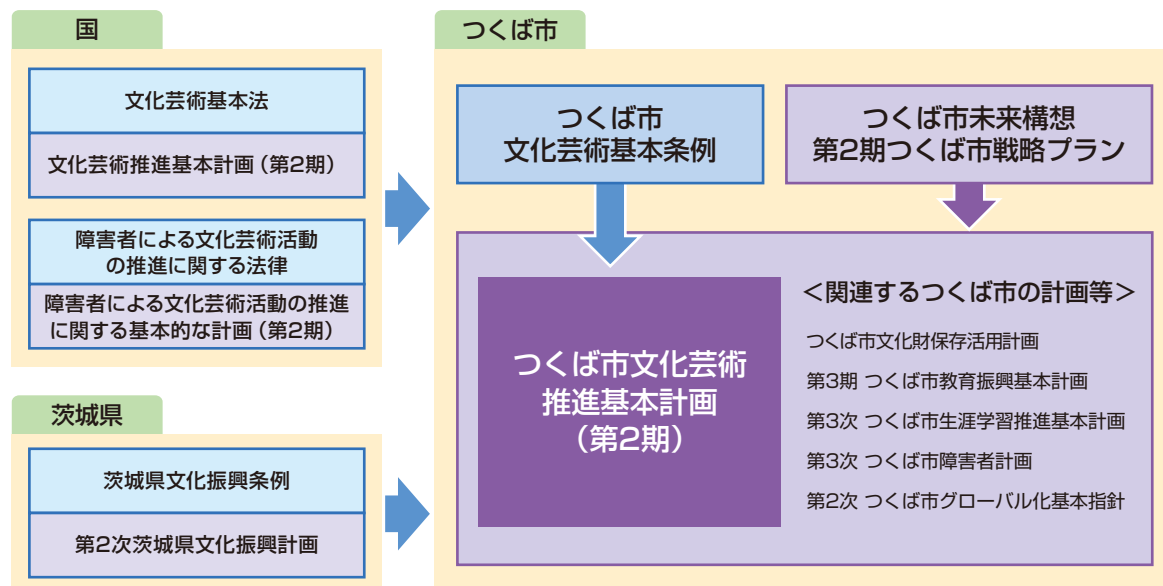 国
文化芸術基本法
文化芸術推進基本計画（第2期）
障害者による文化芸術活動
の推進に関する法律
障害者による文化芸術活動の推進
に関する基本的な計画（第2期）
茨城県
茨城県文化振興条例
第2次茨城県文化振興計画
つくば市
つくば市
文化芸術基本条例
つくば市未来構想
第2期つくば市戦略プラン
つくば市文化芸術
推進基本計画
（第2期）
＜関連するつくば市の計画等＞
つくば市文化財保存活用計画
第3期 つくば市教育振興基本計画
第3次 つくば市生涯学習推進基本計画
第3次 つくば市障害者計画
第2次 つくば市グローバル化基本指針